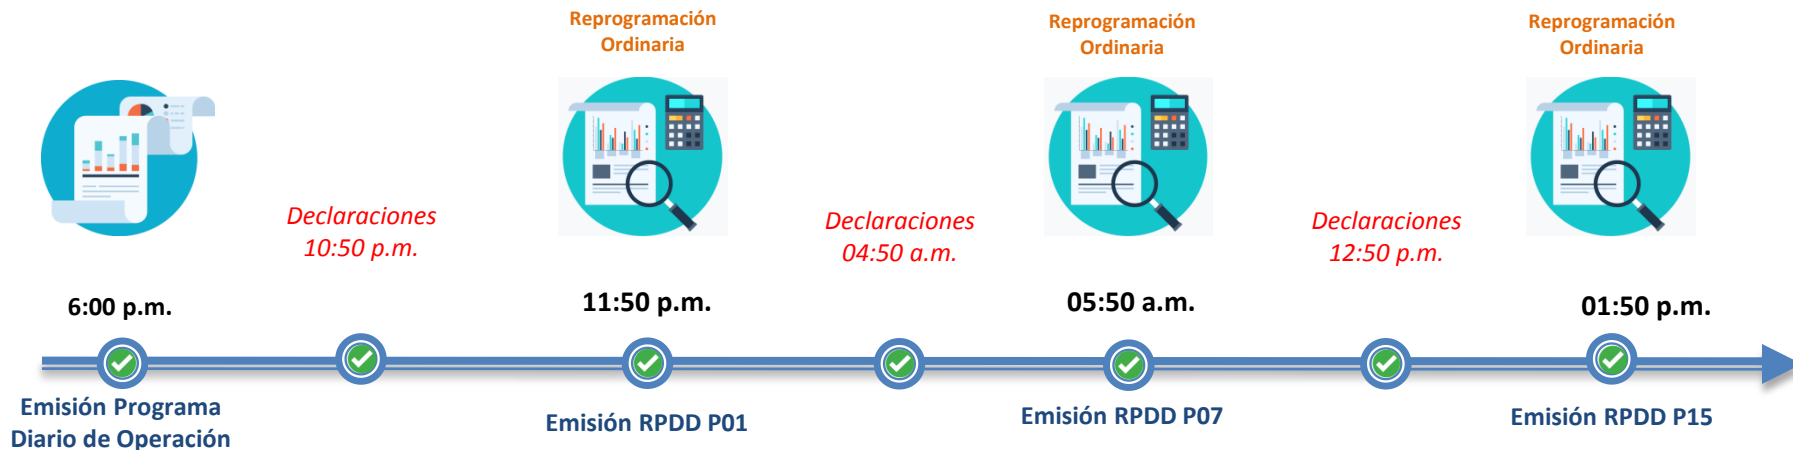 Reprogramación
Ordinaria
Reprogramación
Ordinaria
Reprogramación
Ordinaria
Declaraciones
10:50 p.m.
Declaraciones
04:50 a.m.
Declaraciones
12:50 p.m.
6:00 p.m.
11:50 p.m.
05:50 a.m.
01:50 p.m.
Emisión Programa
Diario de Operación
Emisión RPDD P01
Emisión RPDD P07
Emisión RPDD P15